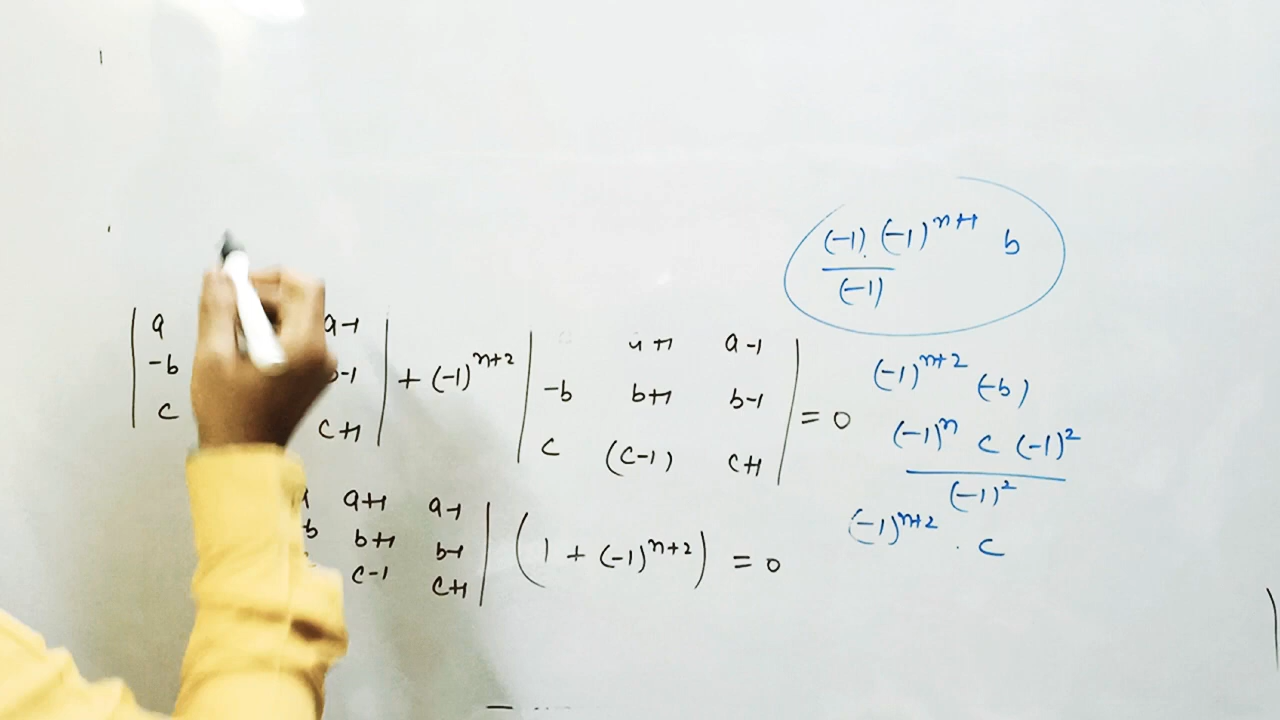 (-1).(-1)^{n+1} b
(-1)
a a-1
-b b-1 + (-1)^{n+2}
c c+1
a+1 a-1
-b b+1 b-1
c (c-1) c+1
= 0
(-1)^{n+2} (-b)
(-1)^n c (-1)^2
(-1)^2
(-1)^{n+2} . c
a+1 a-1
b b+1 b-1
c-1 c+1
(1 + (-1)^{n+2}) = 0